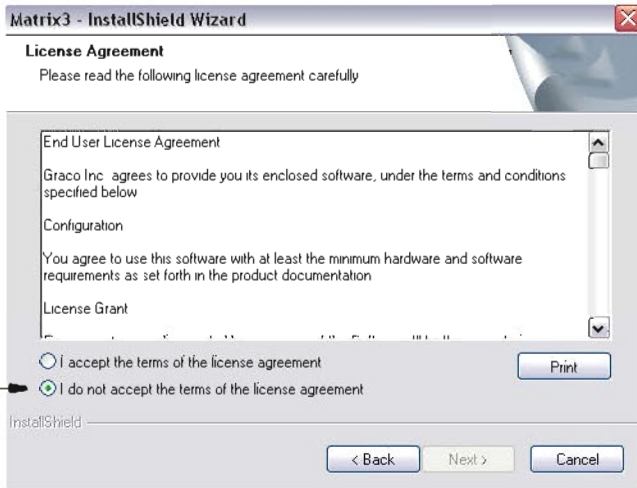 Matrix3 - InstallShield Wizard
License Agreement
Please read the following license agreement carefully
End User License Agreement
Graco Inc agrees to provide you its enclosed software, under the terms and conditions
specified below
Configuration
You agree to use this software with at least the minimum hardware and software
requirements as set forth in the product documentation
License Grant
I accept the terms of the license agreement
Print
I do not accept the terms of the license agreement
InstallShield
< Back
Next >
Cancel